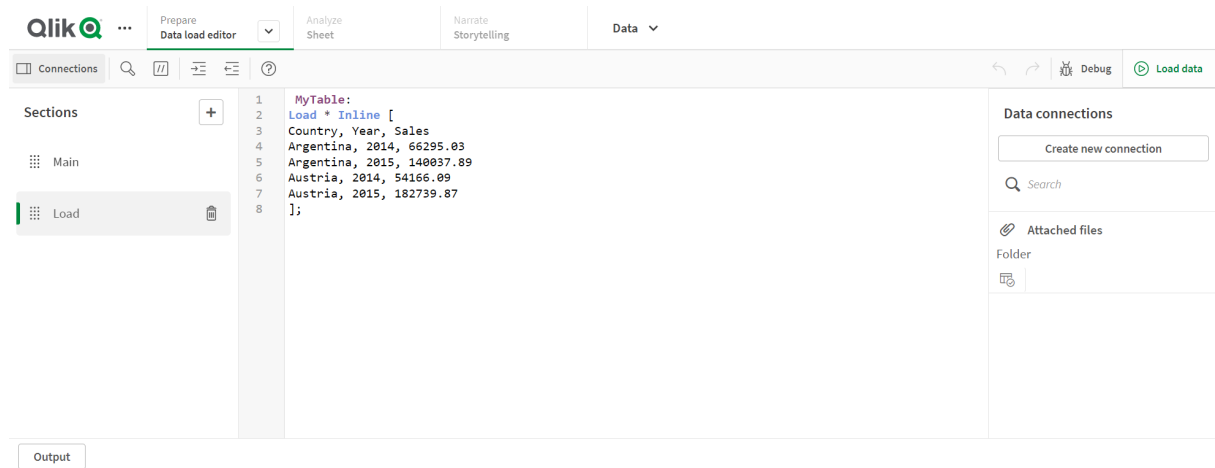 Qlik
Prepare
Data load editor
Analyze
Sheet
Narrate
Storytelling
Data
Connections
//
?
Debug
Load data
Sections
+
Main
Load
1 MyTable:
2 Load * Inline [
3 Country, Year, Sales
4 Argentina, 2014, 66295.03
5 Argentina, 2015, 140037.89
6 Austria, 2014, 54166.09
7 Austria, 2015, 182739.87
8 ];
Data connections
Create new connection
Search
Attached files
Folder
Output